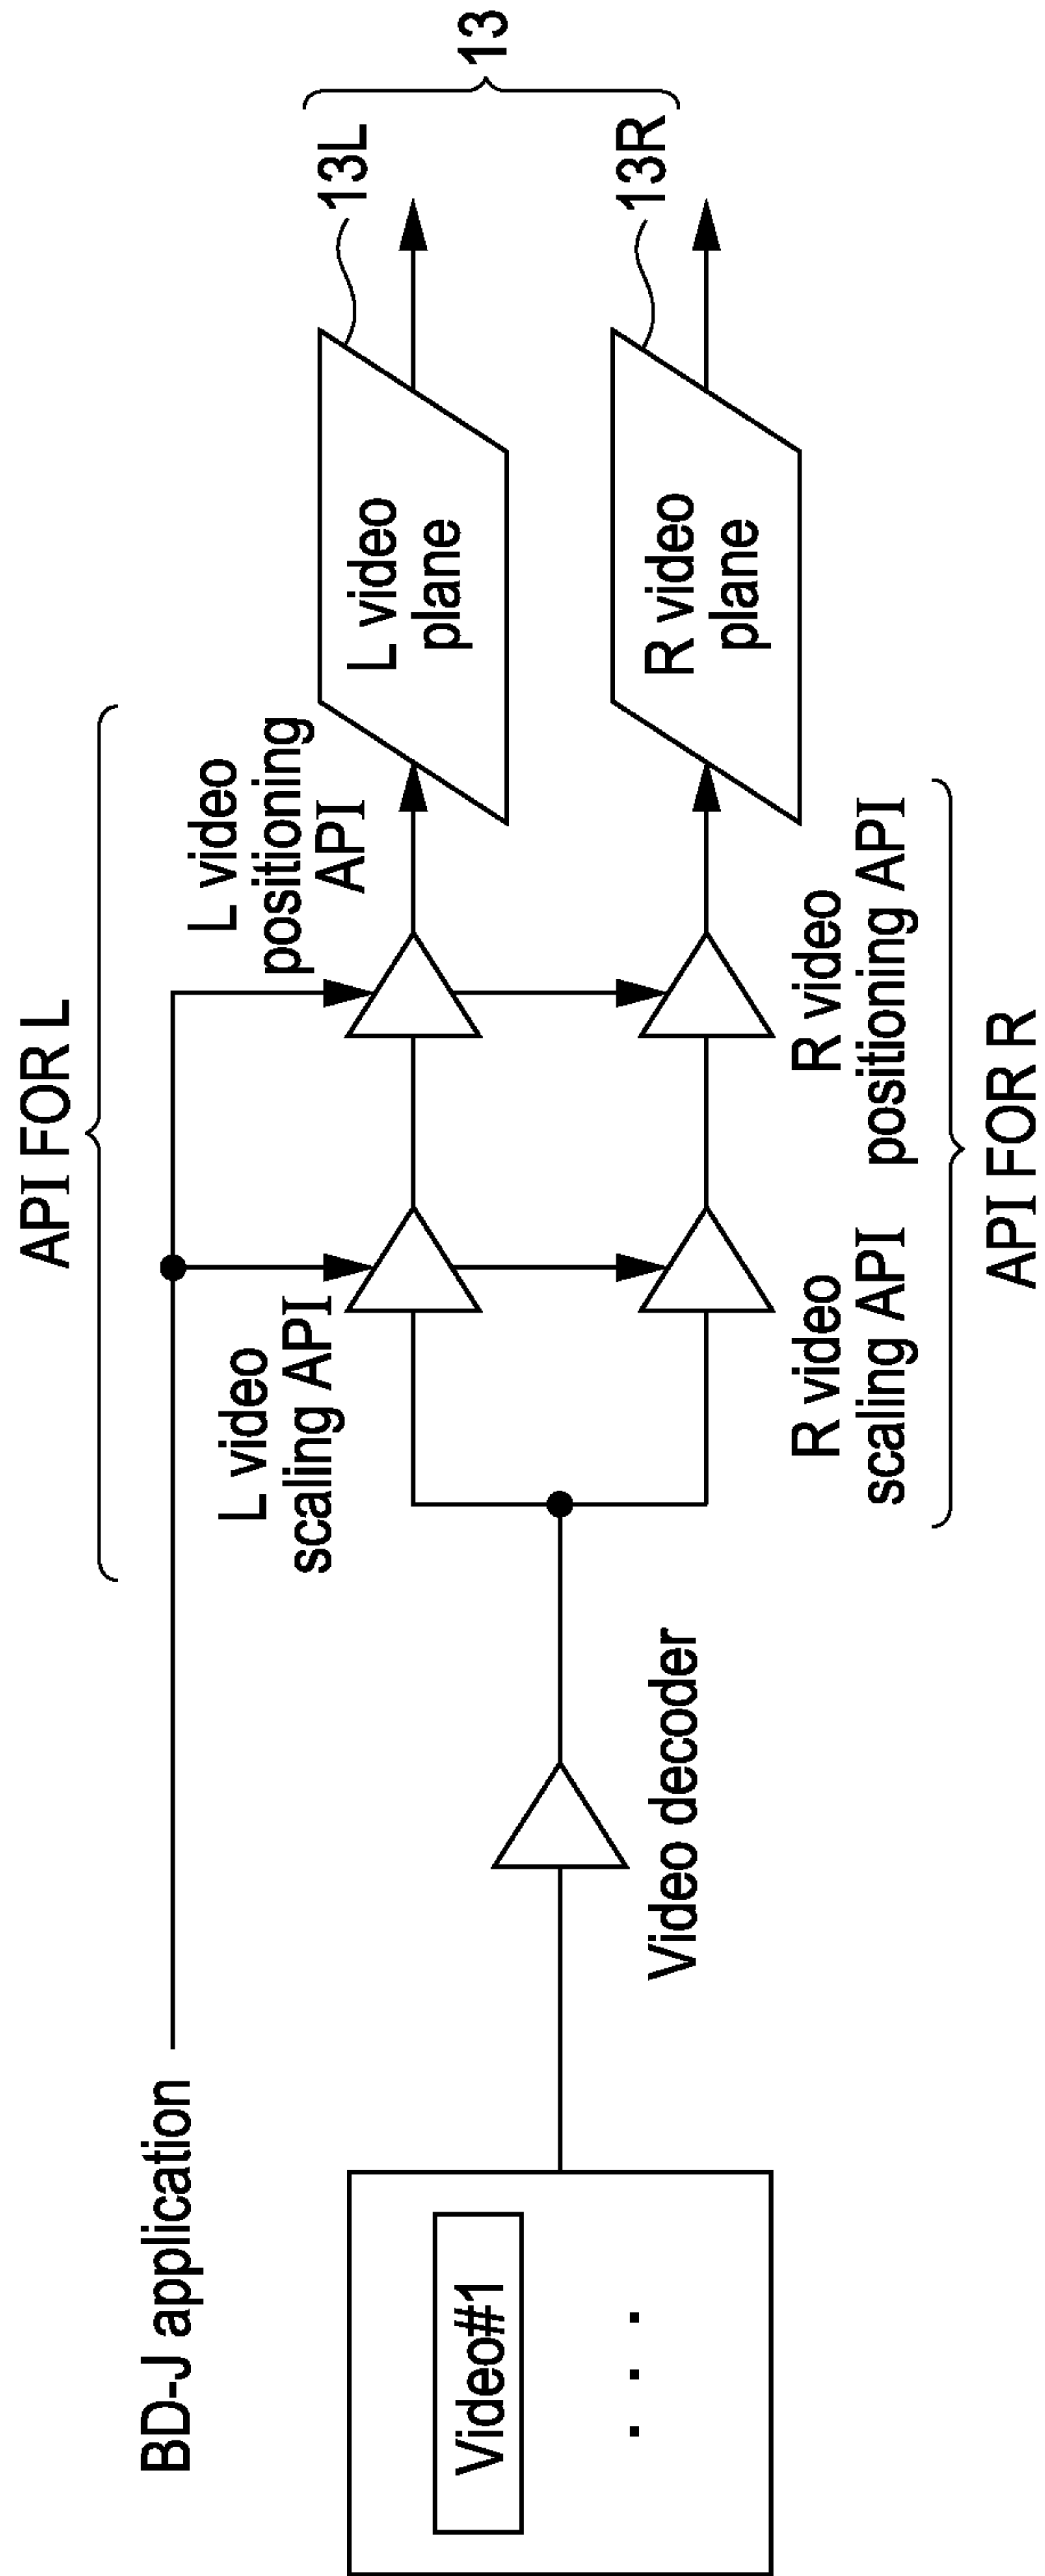 API FOR L
BD-J application
L video
scaling API
L video
positioning
API
13L
13
L video
plane
Video#1
. . .
Video decoder
R video
plane
13R
R video
scaling API
R video
positioning API
API FOR R